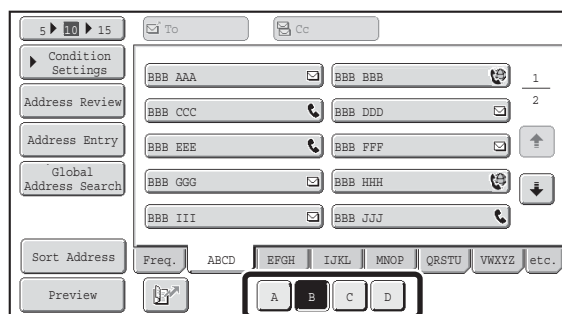 5 10 15
To
Cc
Condition
Settings
Address Review
Address Entry
Global
Address Search
Sort Address
Preview
BBB AAA
BBB BBB
BBB CCC
BBB DDD
BBB EEE
BBB FFF
BBB GGG
BBB HHH
BBB III
BBB JJJ
1
2
Freq. ABCD EFGH IJKL MNOP QRSTU VWXYZ etc.
A B C D